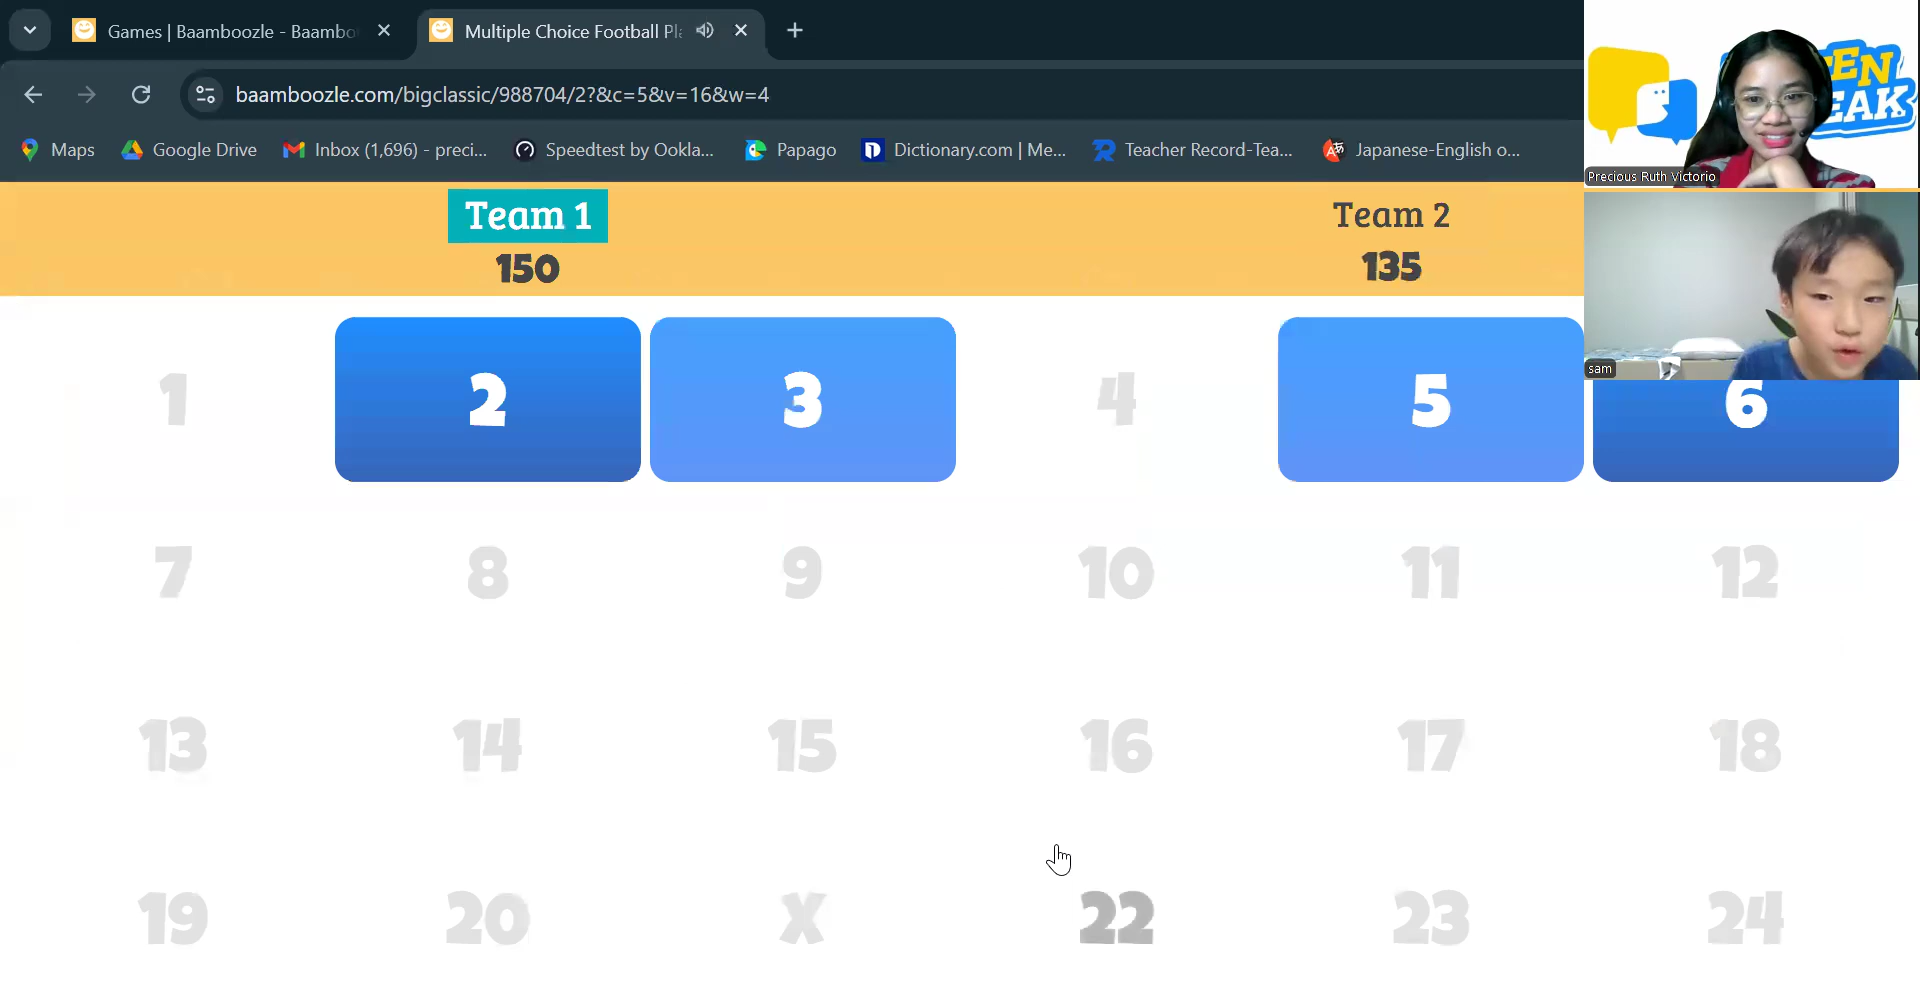 Games | Baamboozle - Baambo
Multiple Choice Football Pla
baamboozle.com/bigclassic/988704/2?&c=5&v=16&w=4
Maps
Google Drive
Inbox (1,696) - preci...
Speedtest by Ookla...
Papago
Dictionary.com | Me...
Teacher Record-Tea...
Japanese-English o...
EN
EAK
Precious Ruth Victorio
sam
Team 1
150
Team 2
135
1 2 3 4 5 6
7 8 9 10 11 12
13 14 15 16 17 18
19 20 X 22 23 24